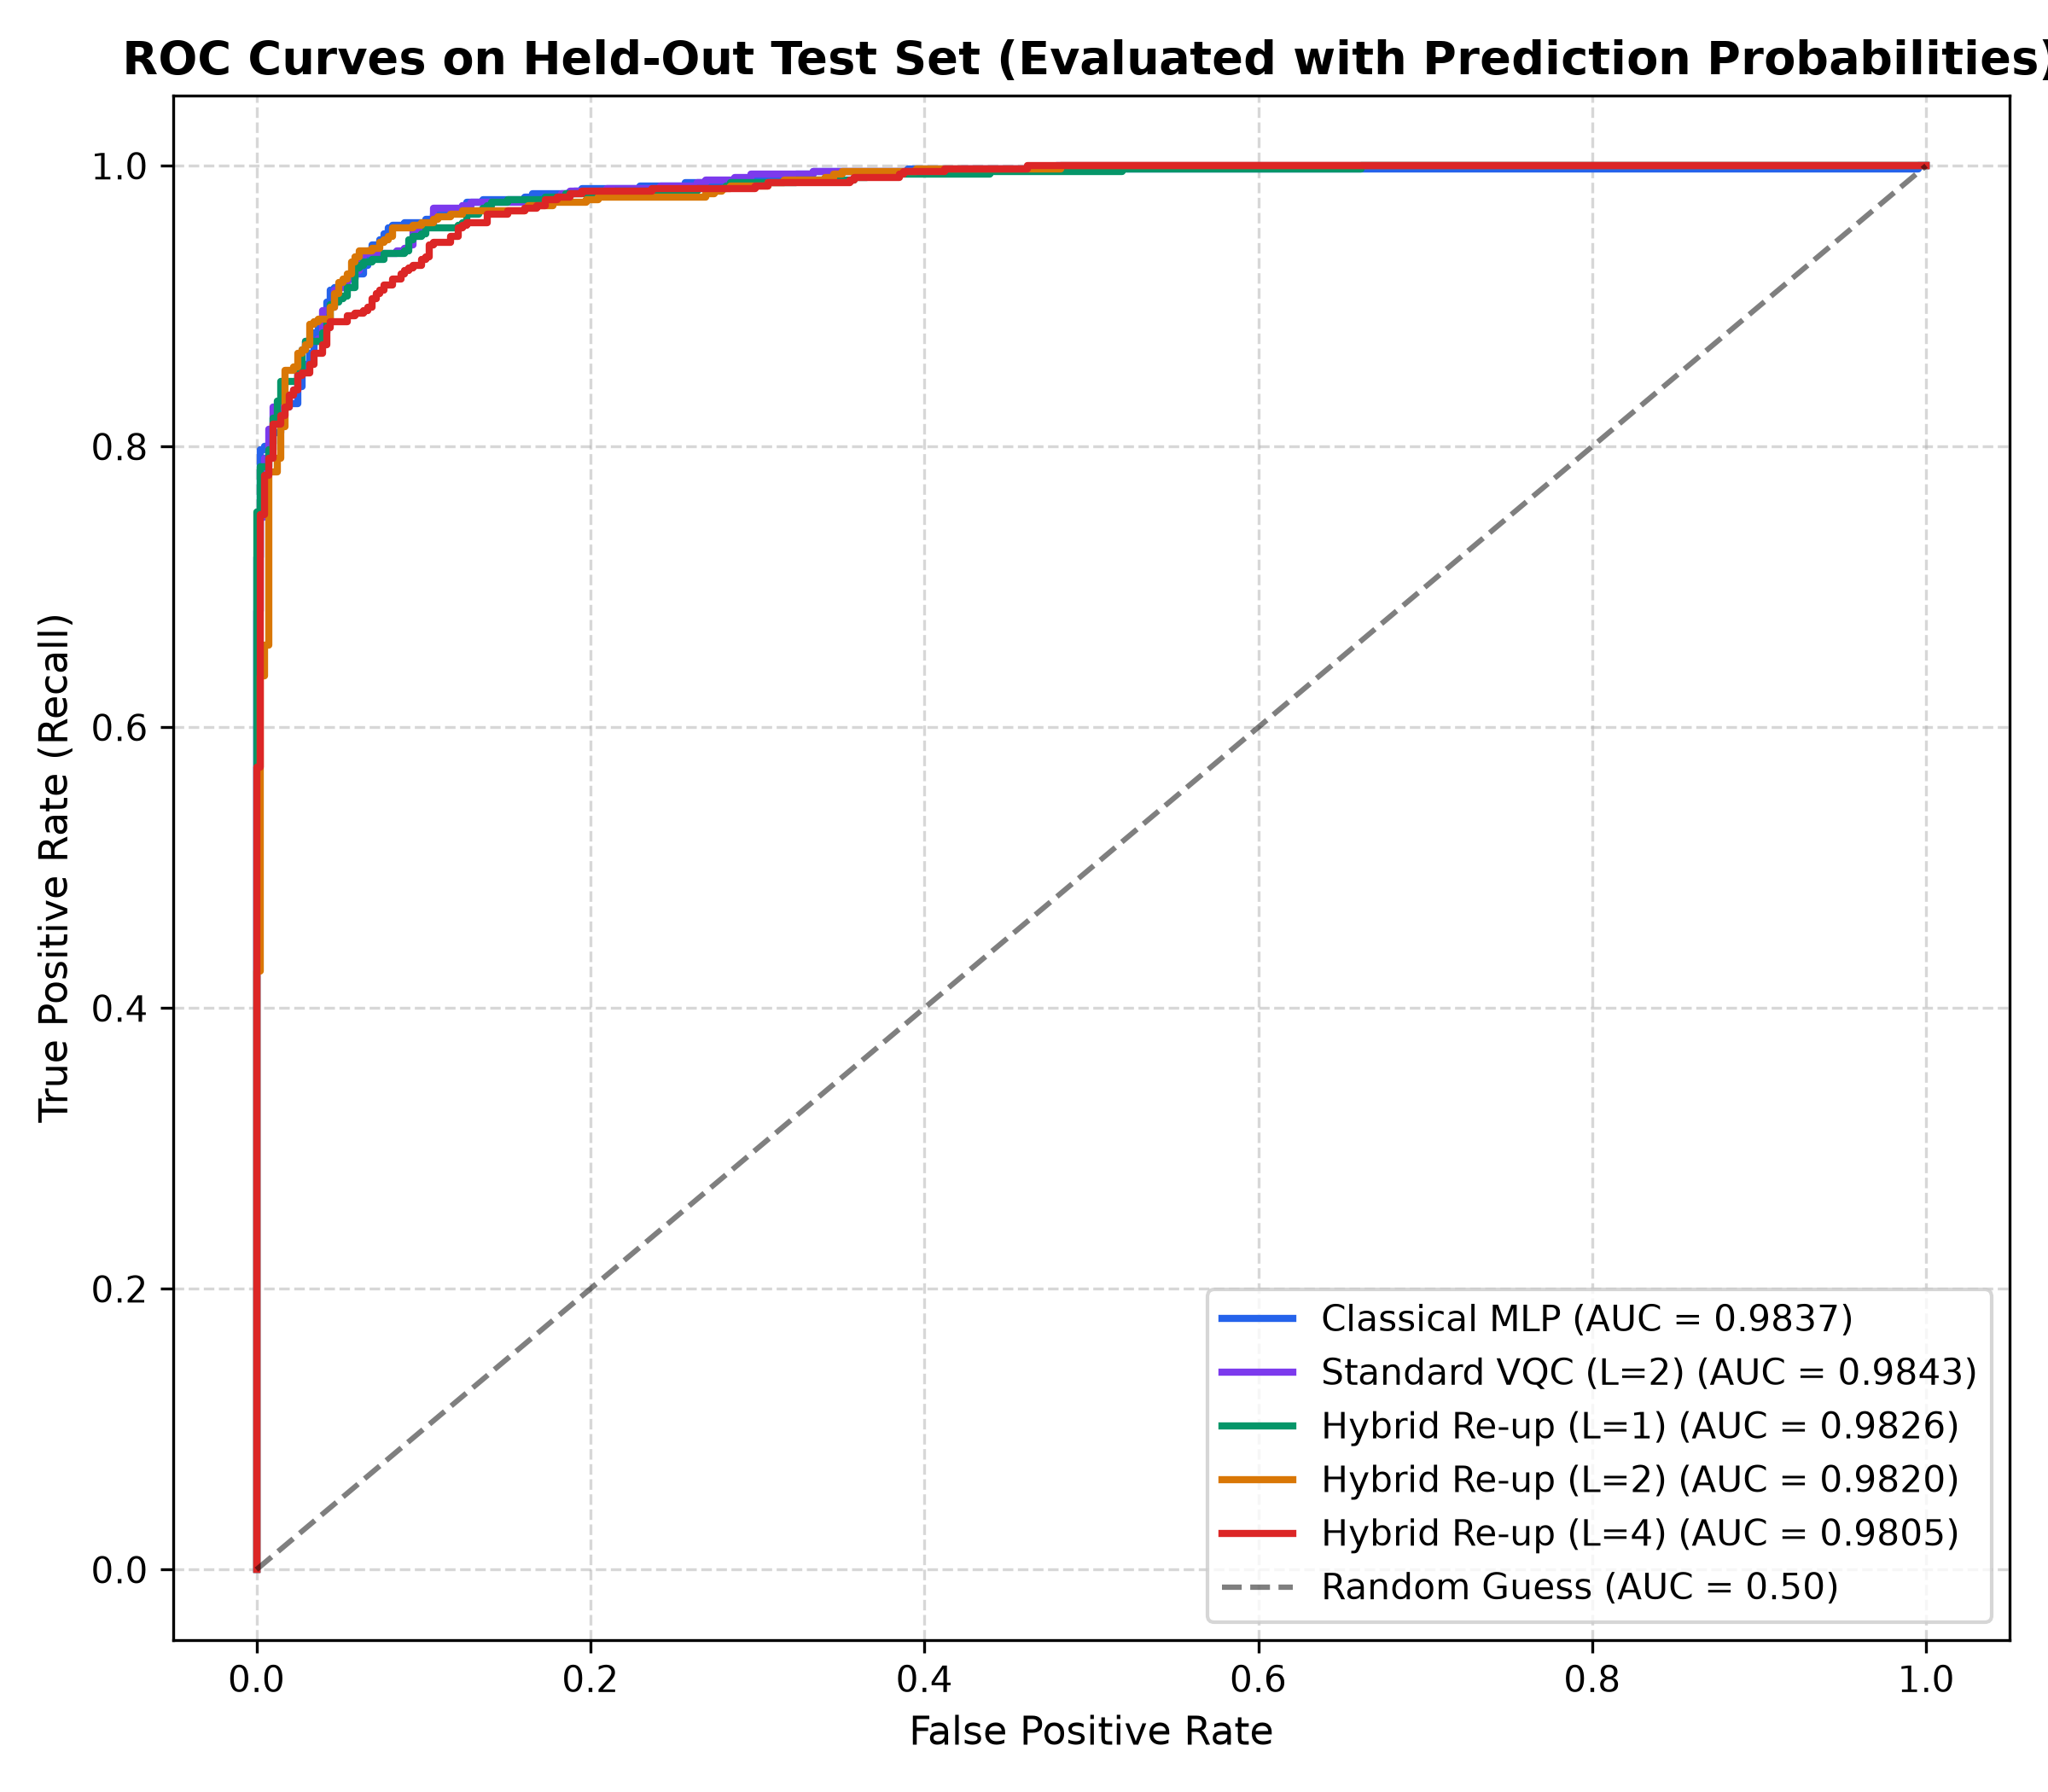 ROC Curves on Held-Out Test Set (Evaluated with Prediction Probabilities)
True Positive Rate (Recall)
1.0
0.8
0.6
0.4
0.2
0.0
Classical MLP (AUC = 0.9837)
Standard VQC (L=2) (AUC = 0.9843)
Hybrid Re-up (L=1) (AUC = 0.9826)
Hybrid Re-up (L=2) (AUC = 0.9820)
Hybrid Re-up (L=4) (AUC = 0.9805)
Random Guess (AUC = 0.50)
0.0 0.2 0.4 0.6 0.8 1.0
False Positive Rate